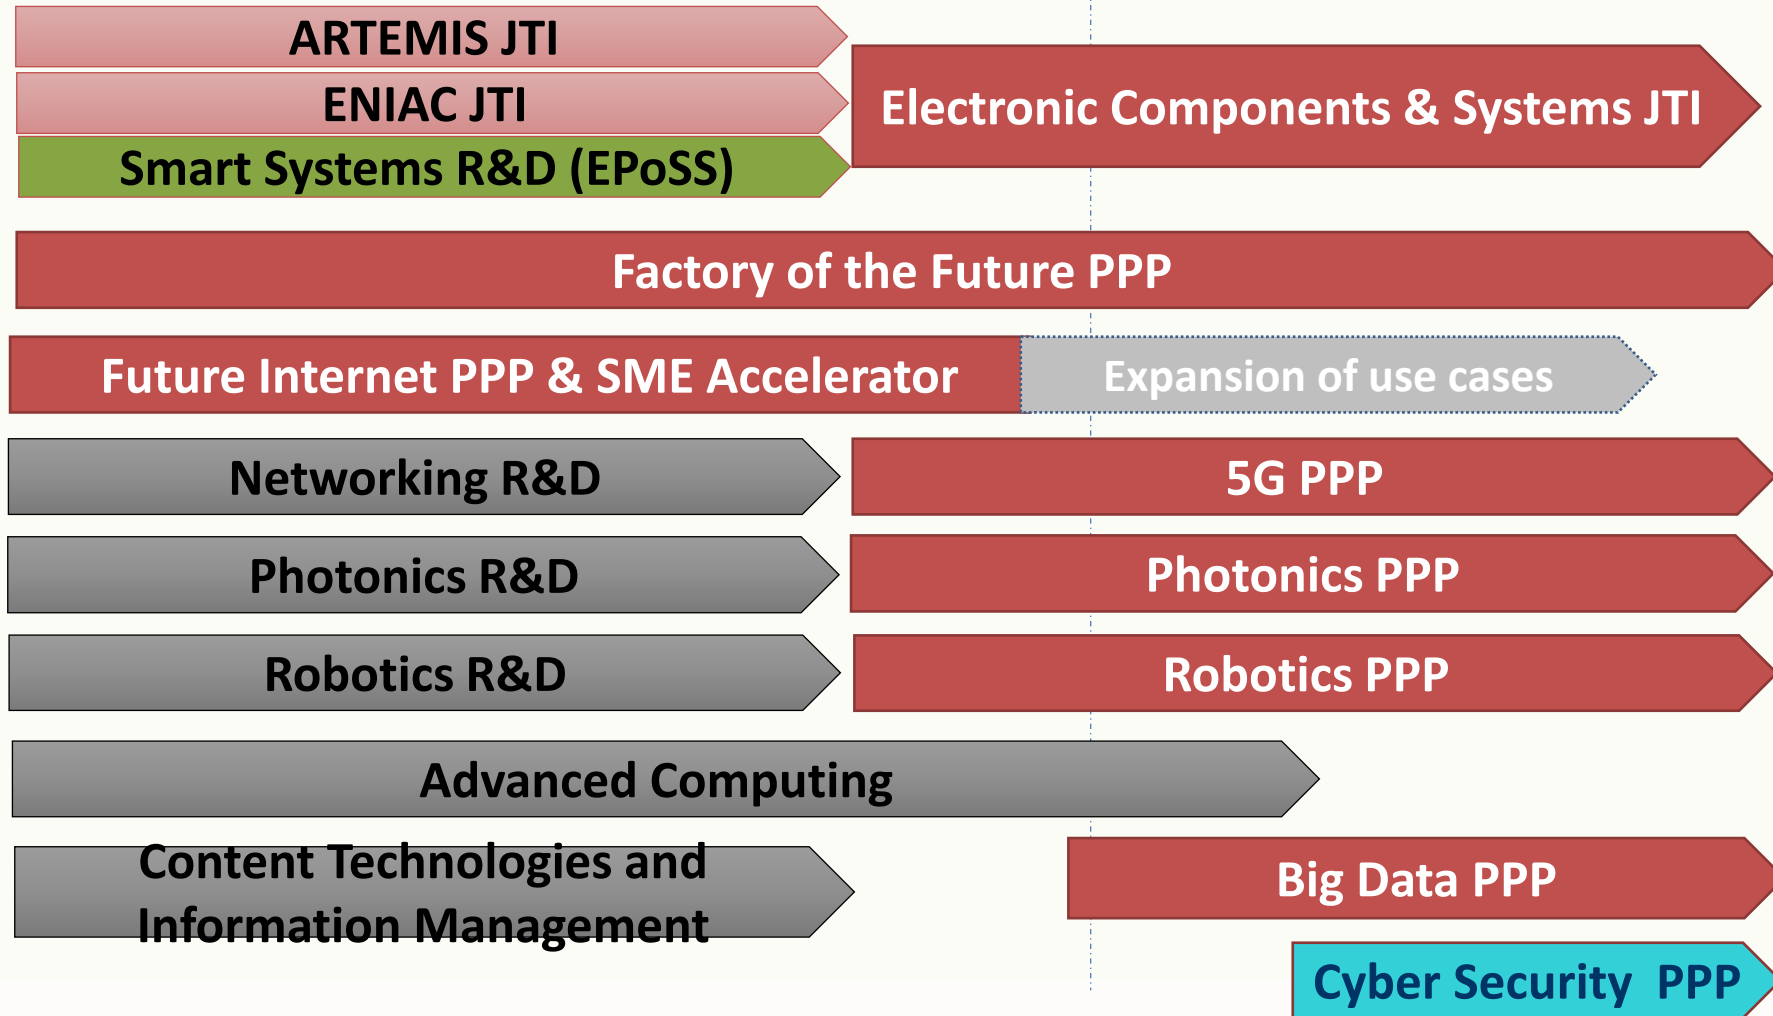 ARTEMIS JTI
ENIAC JTI
Electronic Components & Systems JTI
Smart Systems R&D (EPoSS)
Factory of the Future PPP
Future Internet PPP & SME Accelerator
Expansion of use cases
Networking R&D
5G PPP
Photonics R&D
Photonics PPP
Robotics R&D
Robotics PPP
Advanced Computing
Content Technologies and
Information Management
Big Data PPP
Cyber Security PPP